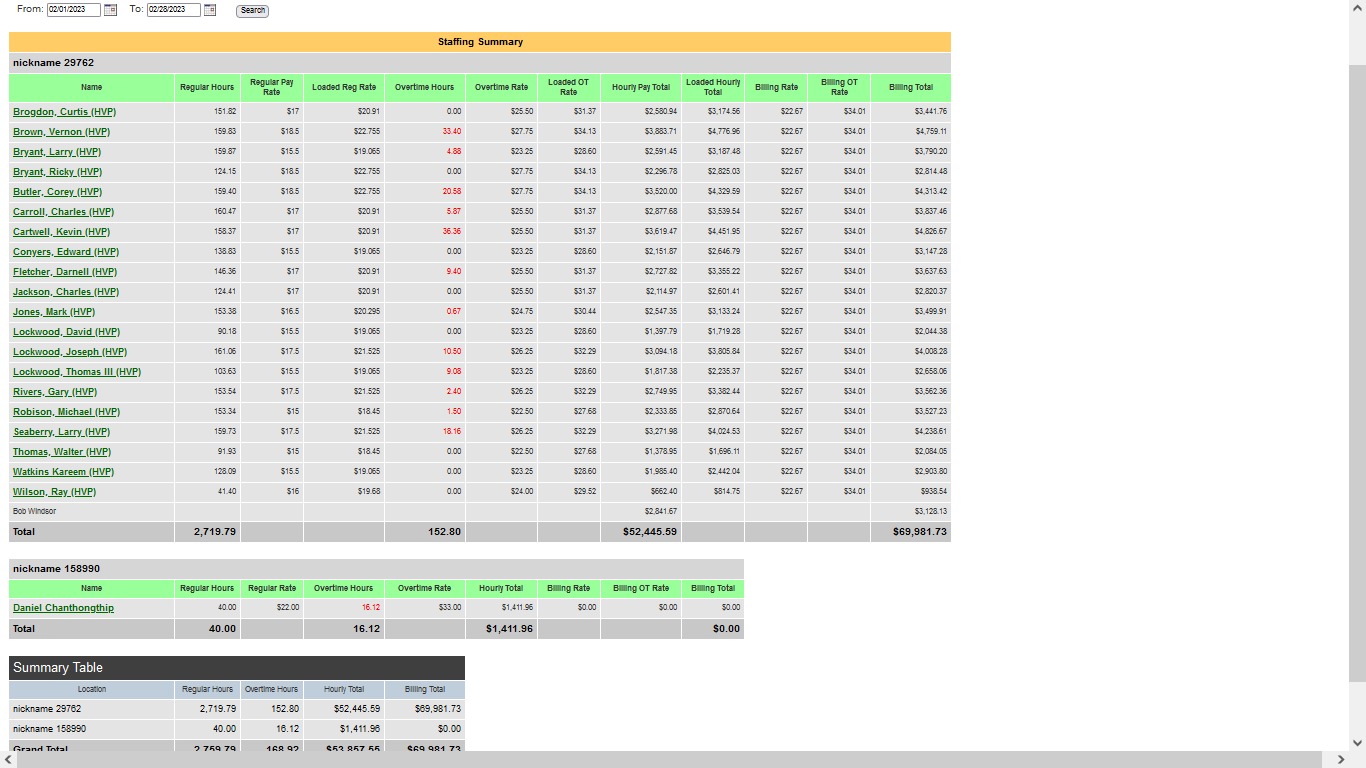 From: 02/01/2023 To: 02/28/2023 Search
Staffing Summary
nickname 29762
Name Regular Hours Regular Pay Rate Loaded Reg Rate Overtime Hours Overtime Rate Loaded OT Rate Hourly Pay Total Loaded Hourly Total Billing Rate Billing OT Rate Billing Total
Brogdon, Curtis (HVP) 151.82 $17 $20.91 0.00 $25.50 $31.37 $2,580.94 $3,174.56 $22.67 $34.01 $3,441.76
Brown, Vernon (HVP) 159.83 $18.5 $22.755 33.40 $27.75 $34.13 $3,883.71 $4,776.96 $22.67 $34.01 $4,759.11
Bryant, Larry (HVP) 159.87 $15.5 $19.065 4.88 $23.25 $28.60 $2,591.45 $3,187.48 $22.67 $34.01 $3,790.20
Bryant, Ricky (HVP) 124.15 $18.5 $22.755 0.00 $27.75 $34.13 $2,296.78 $2,825.03 $22.67 $34.01 $2,814.48
Butler, Corey (HVP) 159.40 $18.5 $22.755 20.58 $27.75 $34.13 $3,520.00 $4,329.59 $22.67 $34.01 $4,313.42
Carroll, Charles (HVP) 160.47 $17 $20.91 5.87 $25.50 $31.37 $2,877.68 $3,539.54 $22.67 $34.01 $3,837.46
Cartwell, Kevin (HVP) 158.37 $17 $20.91 36.36 $25.50 $31.37 $3,619.47 $4,451.95 $22.67 $34.01 $4,826.67
Conyers, Edward (HVP) 138.83 $15.5 $19.065 0.00 $23.25 $28.60 $2,151.87 $2,646.79 $22.67 $34.01 $3,147.28
Fletcher, Darnell (HVP) 146.36 $17 $20.91 9.40 $25.50 $31.37 $2,727.82 $3,355.22 $22.67 $34.01 $3,637.63
Jackson, Charles (HVP) 124.41 $17 $20.91 0.00 $25.50 $31.37 $2,114.97 $2,601.41 $22.67 $34.01 $2,820.37
Jones, Mark (HVP) 153.38 $16.5 $20.295 0.67 $24.75 $30.44 $2,547.35 $3,133.24 $22.67 $34.01 $3,499.91
Lockwood, David (HVP) 90.18 $15.5 $19.065 0.00 $23.25 $28.60 $1,397.79 $1,719.28 $22.67 $34.01 $2,044.38
Lockwood, Joseph (HVP) 161.06 $17.5 $21.525 10.50 $26.25 $32.29 $3,094.18 $3,805.84 $22.67 $34.01 $4,008.28
Lockwood, Thomas III (HVP) 103.63 $15.5 $19.065 9.08 $23.25 $28.60 $1,817.38 $2,235.37 $22.67 $34.01 $2,658.06
Rivers, Gary (HVP) 153.54 $17.5 $21.525 2.40 $26.25 $32.29 $2,749.95 $3,382.44 $22.67 $34.01 $3,562.36
Robison, Michael (HVP) 153.34 $15 $18.45 1.50 $22.50 $27.68 $2,333.85 $2,870.64 $22.67 $34.01 $3,527.23
Seaberry, Larry (HVP) 159.73 $17.5 $21.525 18.16 $26.25 $32.29 $3,271.98 $4,024.53 $22.67 $34.01 $4,238.61
Thomas, Walter (HVP) 91.93 $15 $18.45 0.00 $22.50 $27.68 $1,378.95 $1,696.11 $22.67 $34.01 $2,084.05
Watkins Kareem (HVP) 128.09 $15.5 $19.065 0.00 $23.25 $28.60 $1,985.40 $2,442.04 $22.67 $34.01 $2,903.80
Wilson, Ray (HVP) 41.40 $16 $19.68 0.00 $24.00 $29.52 $662.40 $814.75 $22.67 $34.01 $938.54
Bob Windsor $2,841.67 $3,128.13
Total 2,719.79 152.80 $52,445.59 $69,981.73
nickname 158990
Name Regular Hours Regular Rate Overtime Hours Overtime Rate Hourly Total Billing Rate Billing OT Rate Billing Total
Daniel Chanthongthip 40.00 $22.00 16.12 $33.00 $1,411.96 $0.00 $0.00 $0.00
Total 40.00 16.12 $1,411.96 $0.00
Summary Table
Location Regular Hours Overtime Hours Hourly Total Billing Total
nickname 29762 2,719.79 152.80 $52,445.59 $69,981.73
nickname 158990 40.00 16.12 $1,411.96 $0.00
Grand Total 2,759.79 168.92 $53,857.55 $69,981.73